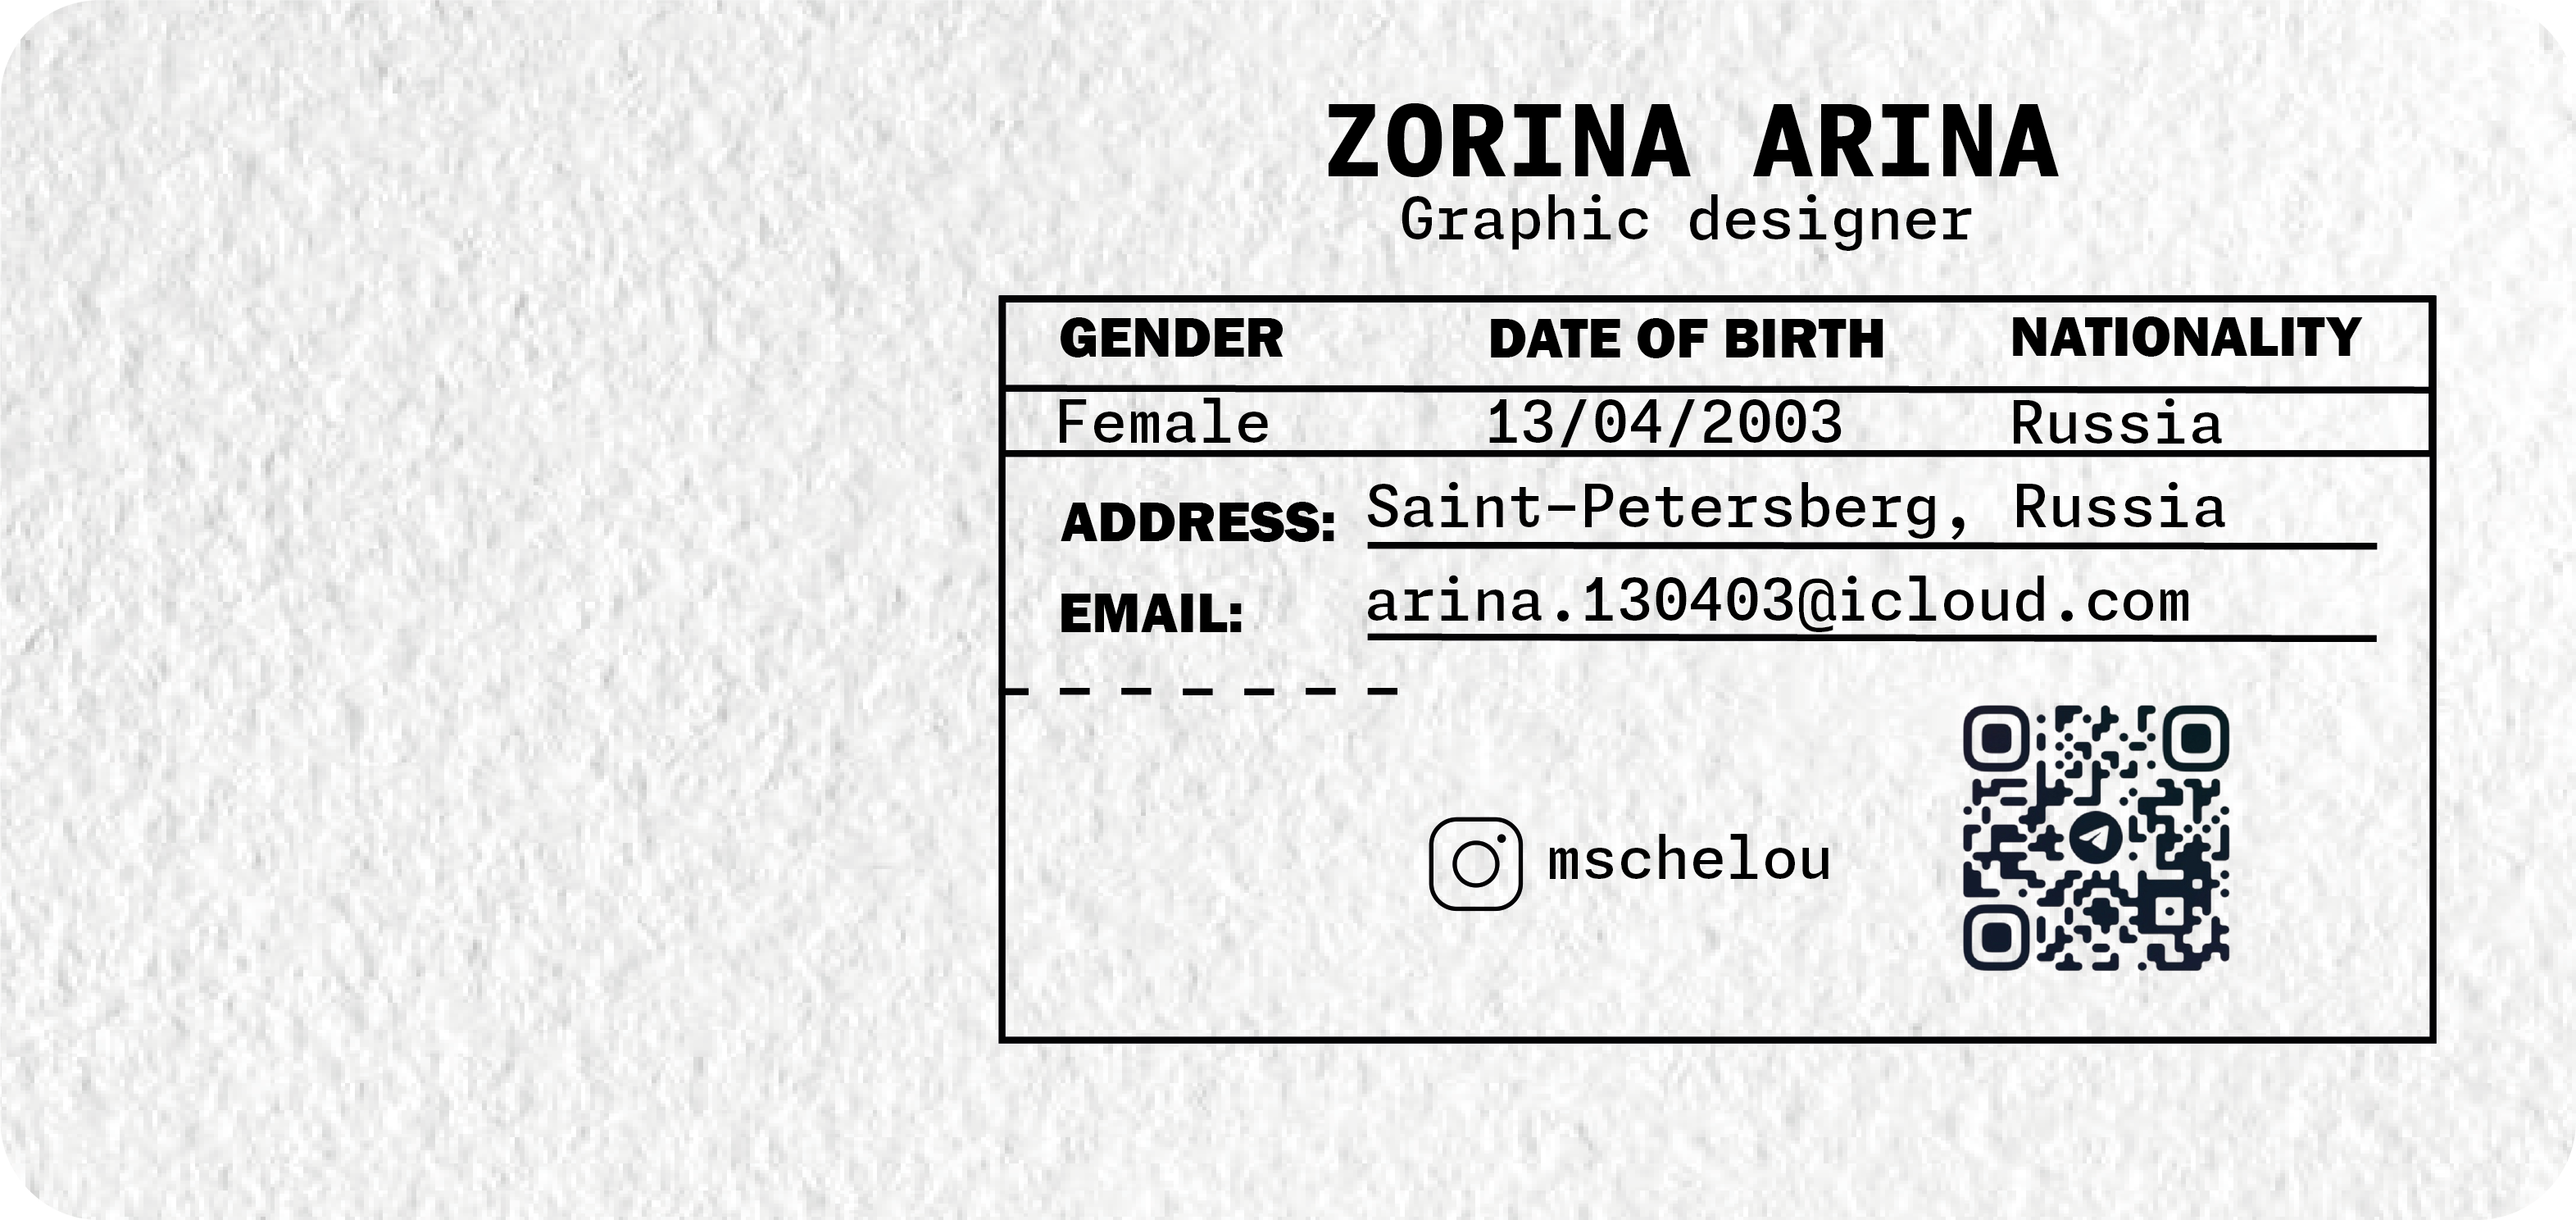 ZORINA ARINA
Graphic designer
GENDER DATE OF BIRTH NATIONALITY
Female 13/04/2003 Russia
ADDRESS: Saint-Petersberg, Russia
EMAIL: arina.130403@icloud.com
mschelou